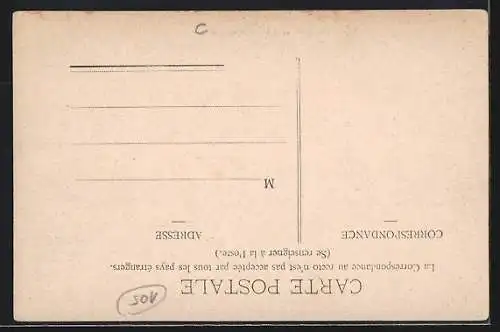 CARTE POSTALE
La Correspondance au recto n'est pas acceptée par tous les pays étrangers.
(Se renseigner à la Poste.)
CORRESPONDANCE
ADRESSE
M
105
C